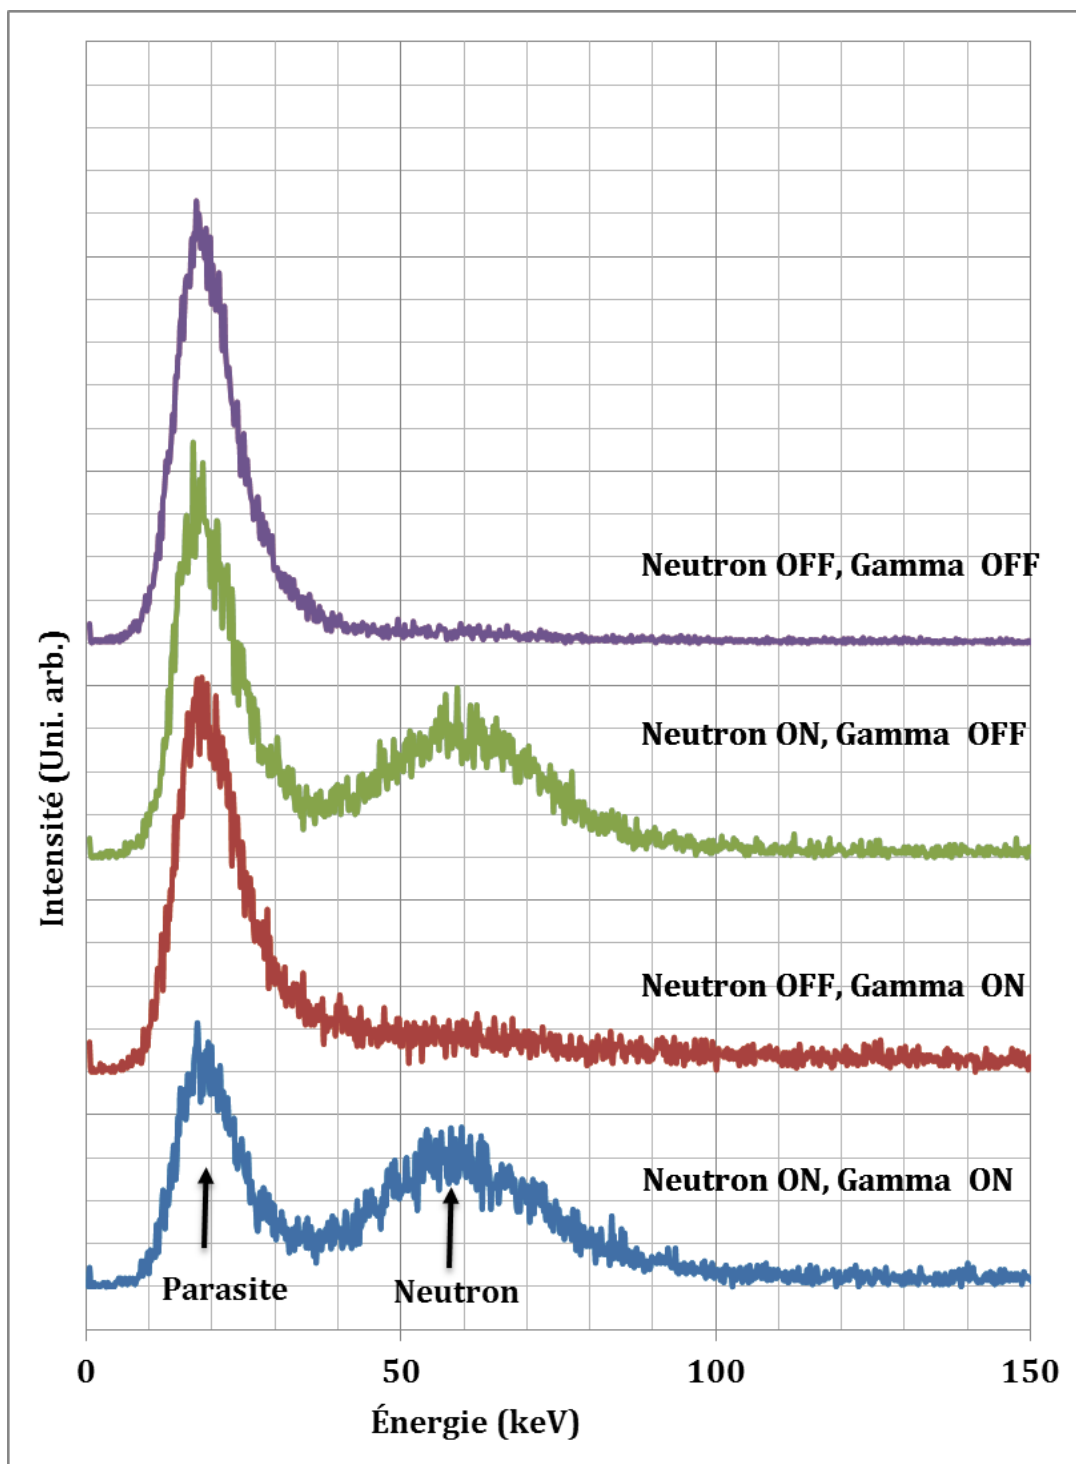 Neutron OFF, Gamma OFF
Neutron ON, Gamma OFF
Intensité (Uni. arb.)
Neutron OFF, Gamma ON
Neutron ON, Gamma ON
Parasite
Neutron
0
50
100
150
Énergie (keV)